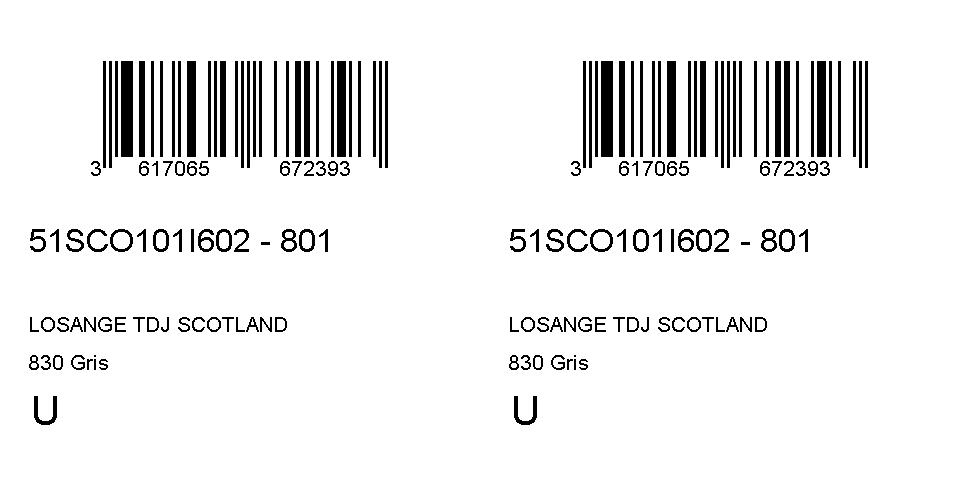 3 617065 672393
51SCO101I602 - 801
LOSANGE TDJ SCOTLAND
830 Gris
U
3 617065 672393
51SCO101I602 - 801
LOSANGE TDJ SCOTLAND
830 Gris
U